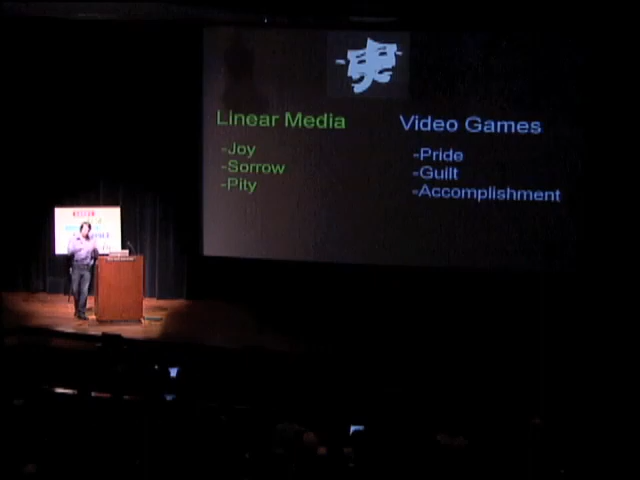 Linear Media
-Joy
-Sorrow
-Pity
Video Games
-Pride
-Guilt
-Accomplishment